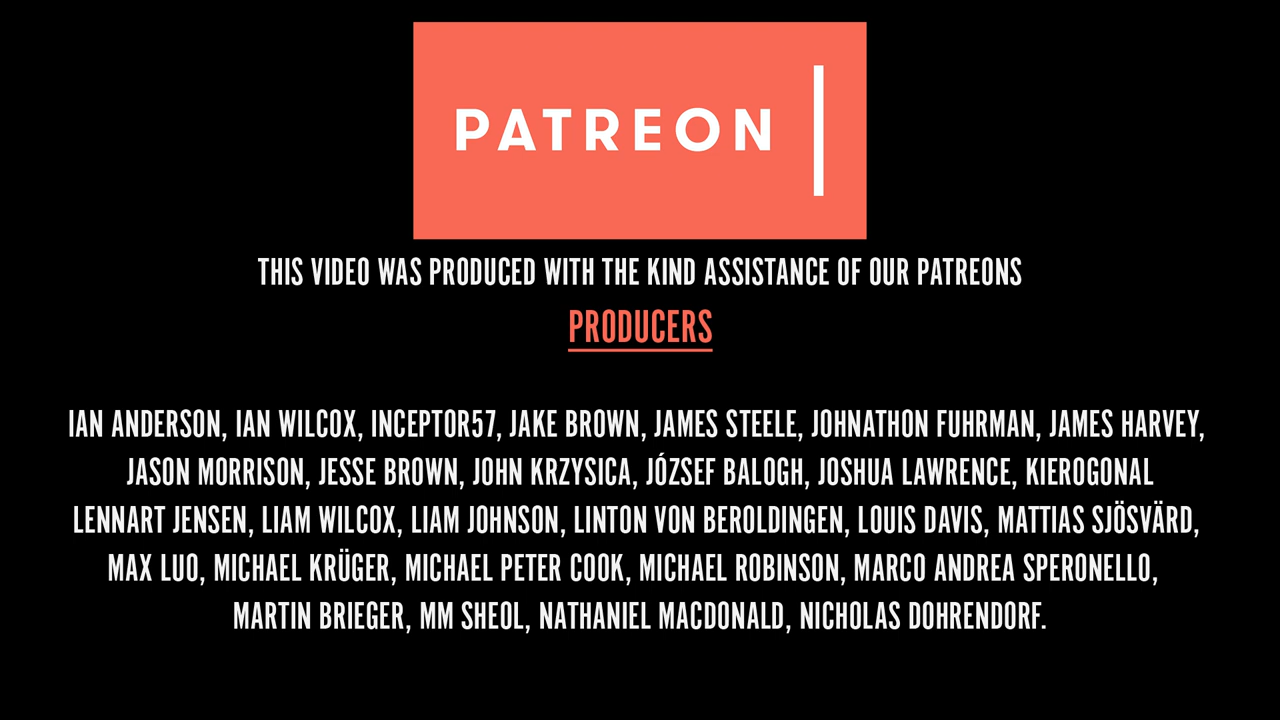 PATREON
THIS VIDEO WAS PRODUCED WITH THE KIND ASSISTANCE OF OUR PATREONS
PRODUCERS
IAN ANDERSON, IAN WILCOX, INCEPTOR57, JAKE BROWN, JAMES STEELE, JOHNATHON FUHRMAN, JAMES HARVEY,
JASON MORRISON, JESSE BROWN, JOHN KRZYSICA, JÓZSEF BALOGH, JOSHUA LAWRENCE, KIEROGONAL
LENNART JENSEN, LIAM WILCOX, LIAM JOHNSON, LINTON VON BEROLDINGEN, LOUIS DAVIS, MATTIAS SJÖSVÄRD,
MAX LUO, MICHAEL KRÜGER, MICHAEL PETER COOK, MICHAEL ROBINSON, MARCO ANDREA SPERONELLO,
MARTIN BRIEGER, MM SHEOL, NATHANIEL MACDONALD, NICHOLAS DOHRENDORF.